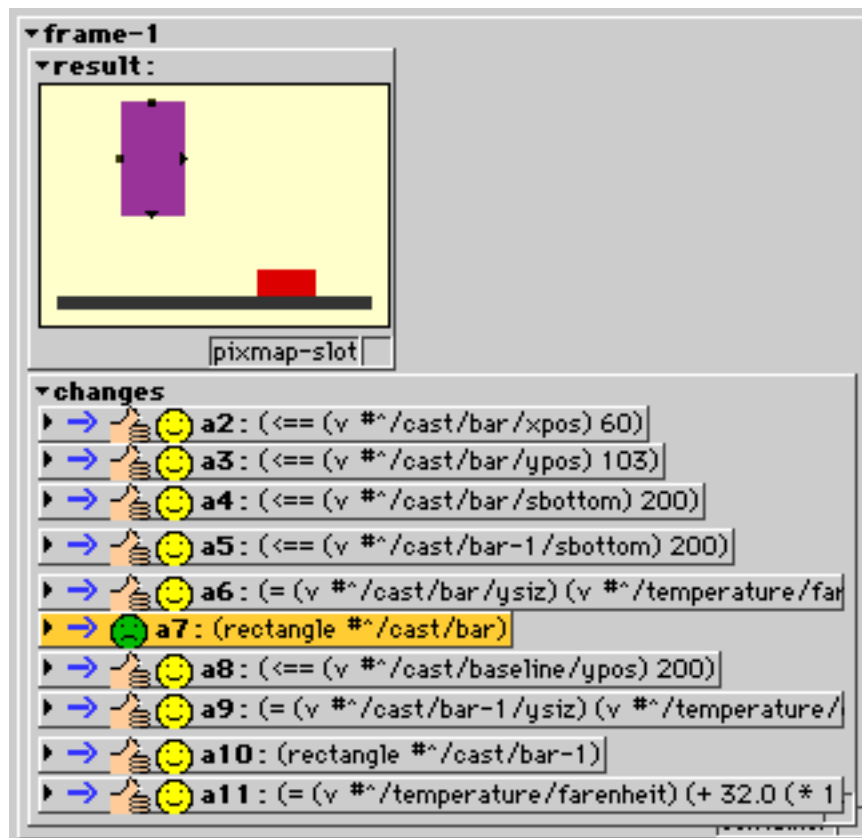 frame-1
result:
pixmap-slot
changes
a2: (<== (v #^/cast/bar/xpos) 60)
a3: (<== (v #^/cast/bar/ypos) 103)
a4: (<== (v #^/cast/bar/sbottom) 200)
a5: (<== (v #^/cast/bar-1/sbottom) 200)
a6: (= (v #^/cast/bar/ysiz) (v #^/temperature/far
a7: (rectangle #^/cast/bar)
a8: (<== (v #^/cast/baseline/ypos) 200)
a9: (= (v #^/cast/bar-1/ysiz) (v #^/temperature/
a10: (rectangle #^/cast/bar-1)
a11: (= (v #^/temperature/farenheit) (+ 32.0 (* 1